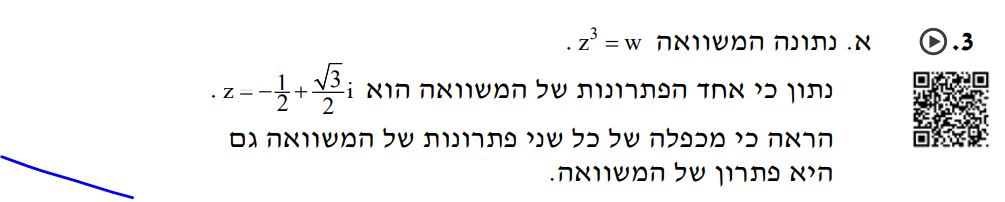 3. א. נתונה המשוואה z³ = w .
נתון כי אחד הפתרונות של המשוואה הוא z = −1/2 + √3/2 i .
הראה כי מכפלה של כל שני פתרונות של המשוואה גם
היא פתרון של המשוואה.